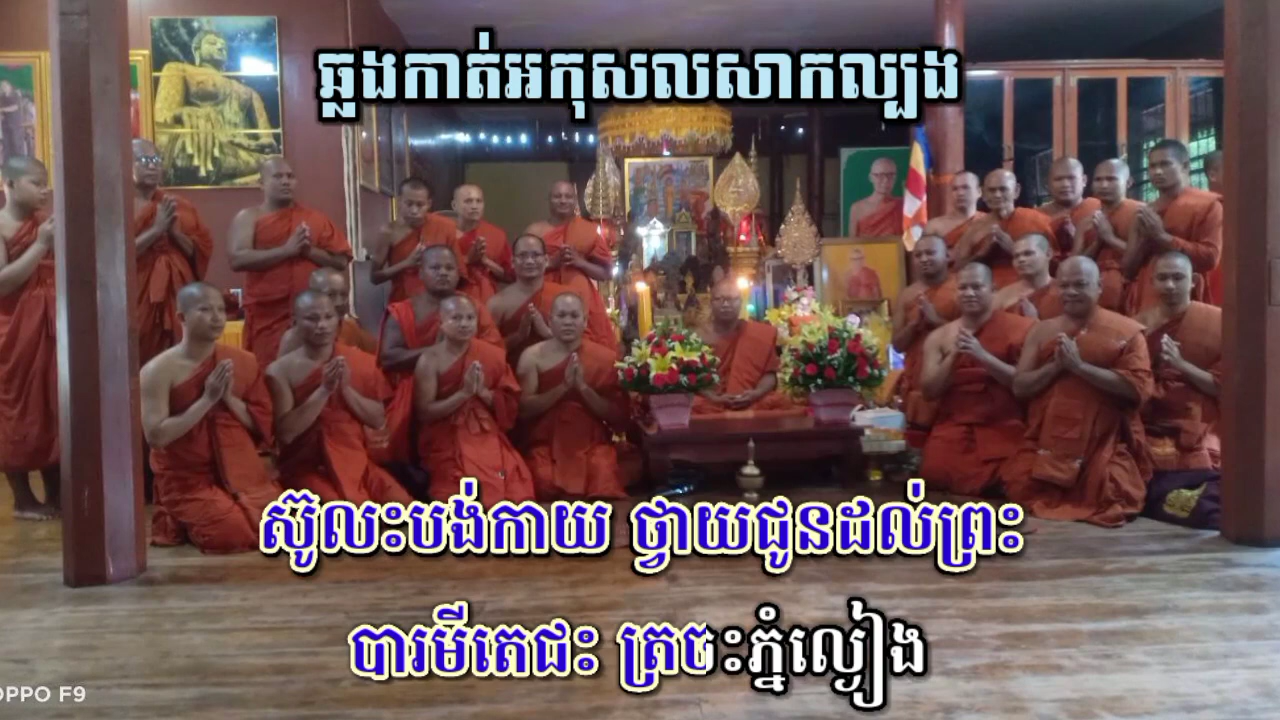 ឆ្លងកាត់អកុសលសាកល្បង
ស៊ូលះបង់កាយ ថ្វាយជូនដល់ព្រះ
បារមីតេជះ ត្រចះភ្នំល្ងៀង
OPPO F9